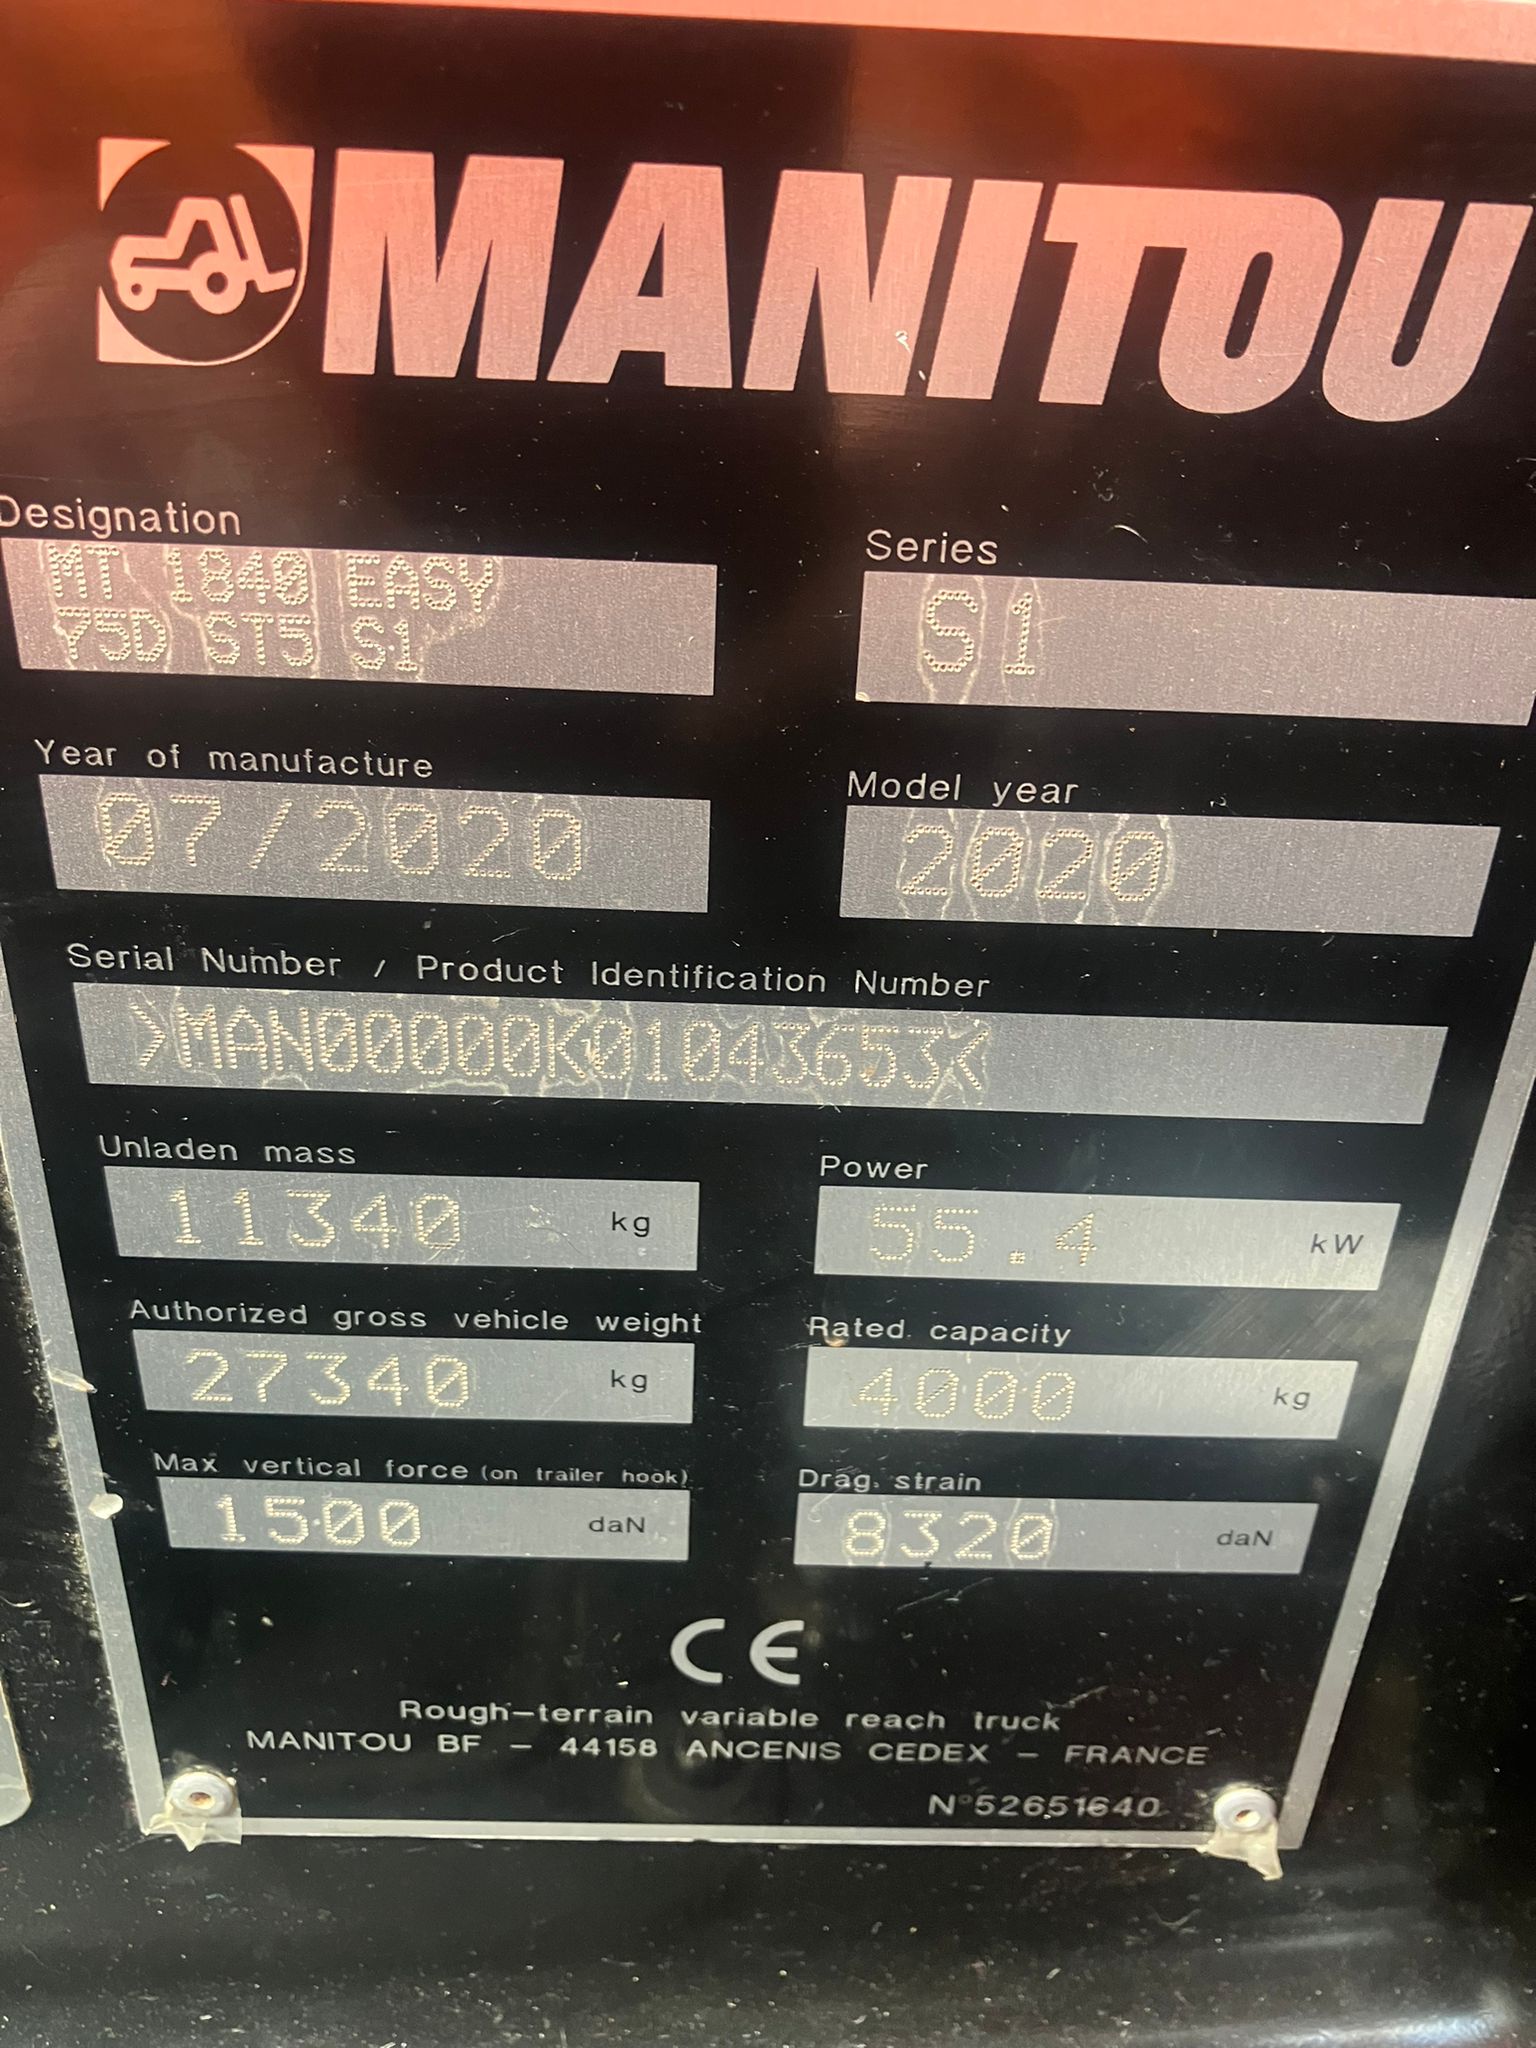 MANITOU
Designation
MT 1840 EASY
75D ST5 S1
Series
S1
Year of manufacture
07/2020
Model year
2020
Serial Number / Product Identification Number
>MAN00000K01043653<
Unladen mass
11340 kg
Power
55.4 kW
Authorized gross vehicle weight
27340 kg
Rated capacity
4000 kg
Max vertical force (on trailer hook)
1500 daN
Drag. strain
8320 daN
CE
Rough-terrain variable reach truck
MANITOU BF - 44158 ANCENIS CEDEX - FRANCE
N°52651640